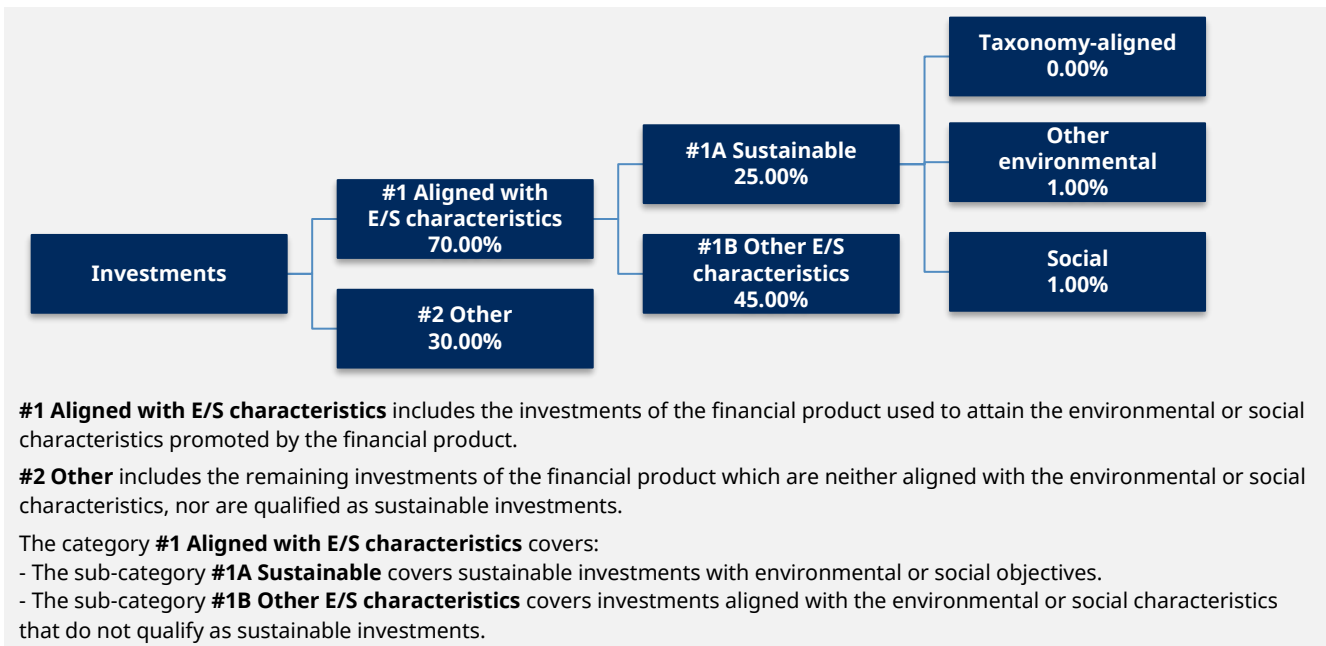 Investments
#1 Aligned with
E/S characteristics
70.00%
#2 Other
30.00%
#1A Sustainable
25.00%
#1B Other E/S
characteristics
45.00%
Taxonomy-aligned
0.00%
Other
environmental
1.00%
Social
1.00%
#1 Aligned with E/S characteristics includes the investments of the financial product used to attain the environmental or social
characteristics promoted by the financial product.
#2 Other includes the remaining investments of the financial product which are neither aligned with the environmental or social
characteristics, nor are qualified as sustainable investments.
The category #1 Aligned with E/S characteristics covers:
- The sub-category #1A Sustainable covers sustainable investments with environmental or social objectives.
- The sub-category #1B Other E/S characteristics covers investments aligned with the environmental or social characteristics
that do not qualify as sustainable investments.